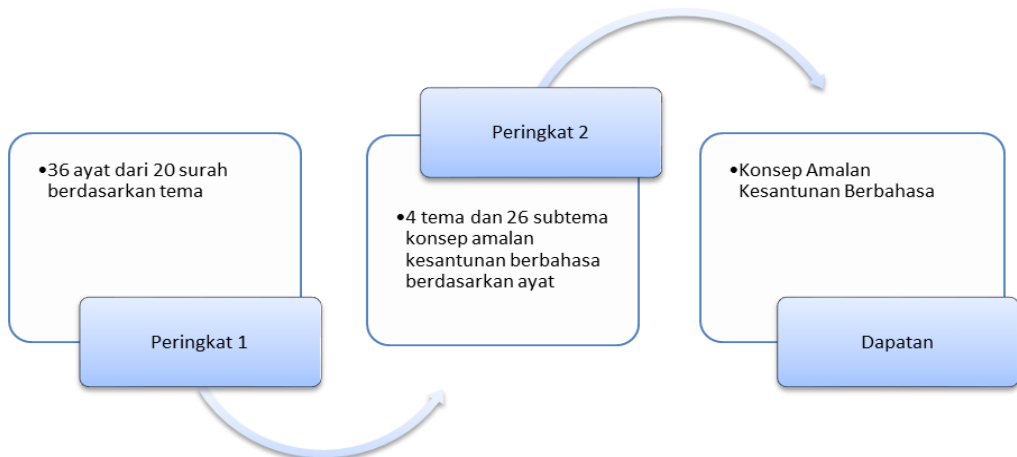 •36 ayat dari 20 surah
berdasarkan tema
Peringkat 1
Peringkat 2
•4 tema dan 26 subtema
konsep amalan
kesantunan berbahasa
berdasarkan ayat
•Konsep Amalan
Kesantunan Berbahasa
Dapatan